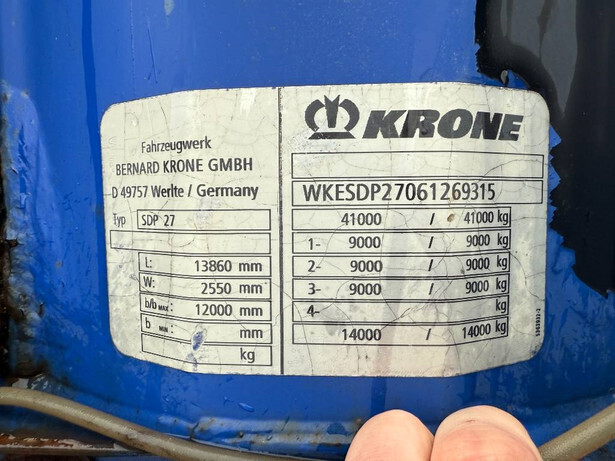 Fahrzeugwerk
BERNARD KRONE GMBH
D 49757 Werlte / Germany
Typ SDP 27
L: 13860 mm
W: 2550 mm
b/b MAX: 12000 mm
b MIN: mm
kg
KRONE
WKESDP27061269315
41000 / 41000 kg
1- 9000 / 9000 kg
2- 9000 / 9000 kg
3- 9000 / 9000 kg
4- / kg
14000 / 14000 kg